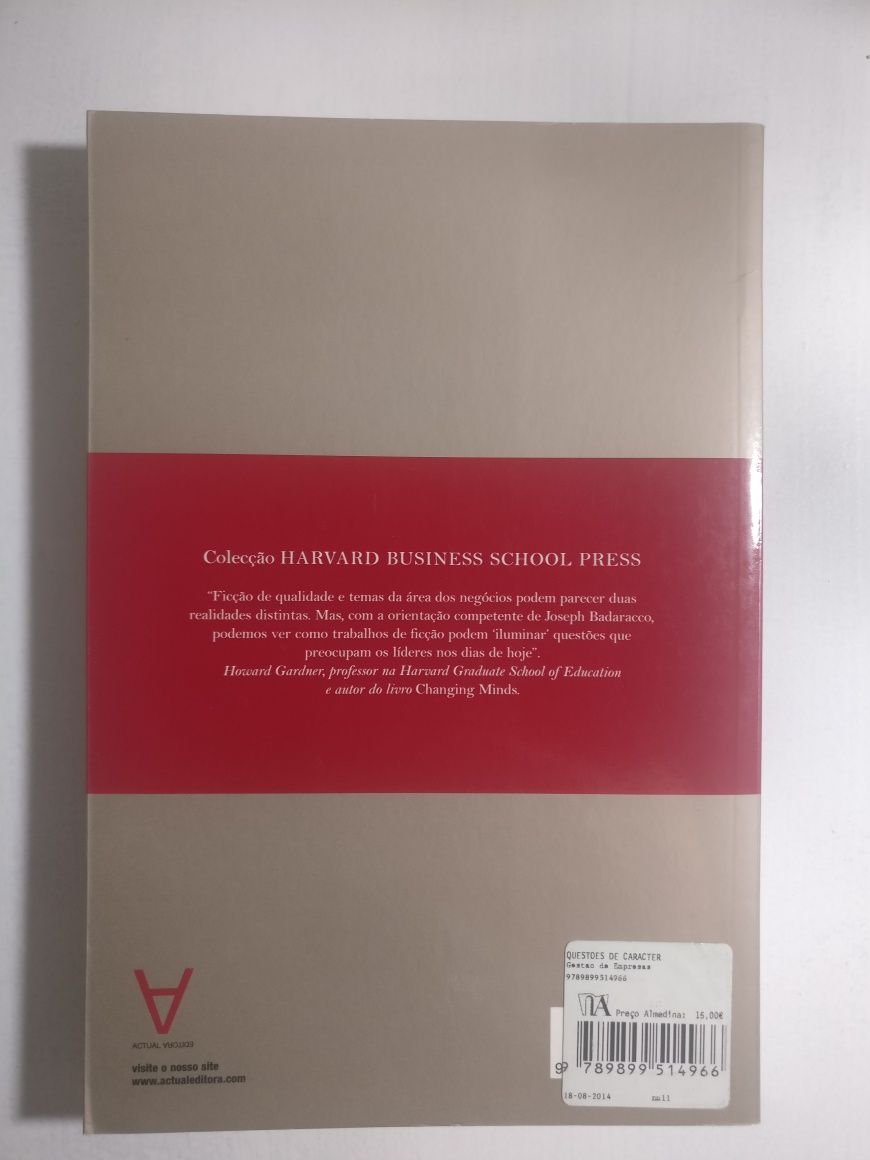 Colecção HARVARD BUSINESS SCHOOL PRESS
“Ficção de qualidade e temas da área dos negócios podem parecer duas
realidades distintas. Mas, com a orientação competente de Joseph Badaracco,
podemos ver como trabalhos de ficção podem ‘iluminar’ questões que
preocupam os líderes nos dias de hoje”.
Howard Gardner, professor na Harvard Graduate School of Education
e autor do livro Changing Minds.
ACTUAL EDITORA
visite o nosso site
www.actualeditora.com
QUESTOES DE CARACTER
Gestao de Empresas
9789899514966
Preço Almedina: 15,00€
9 789899 514966
18-08-2014 null